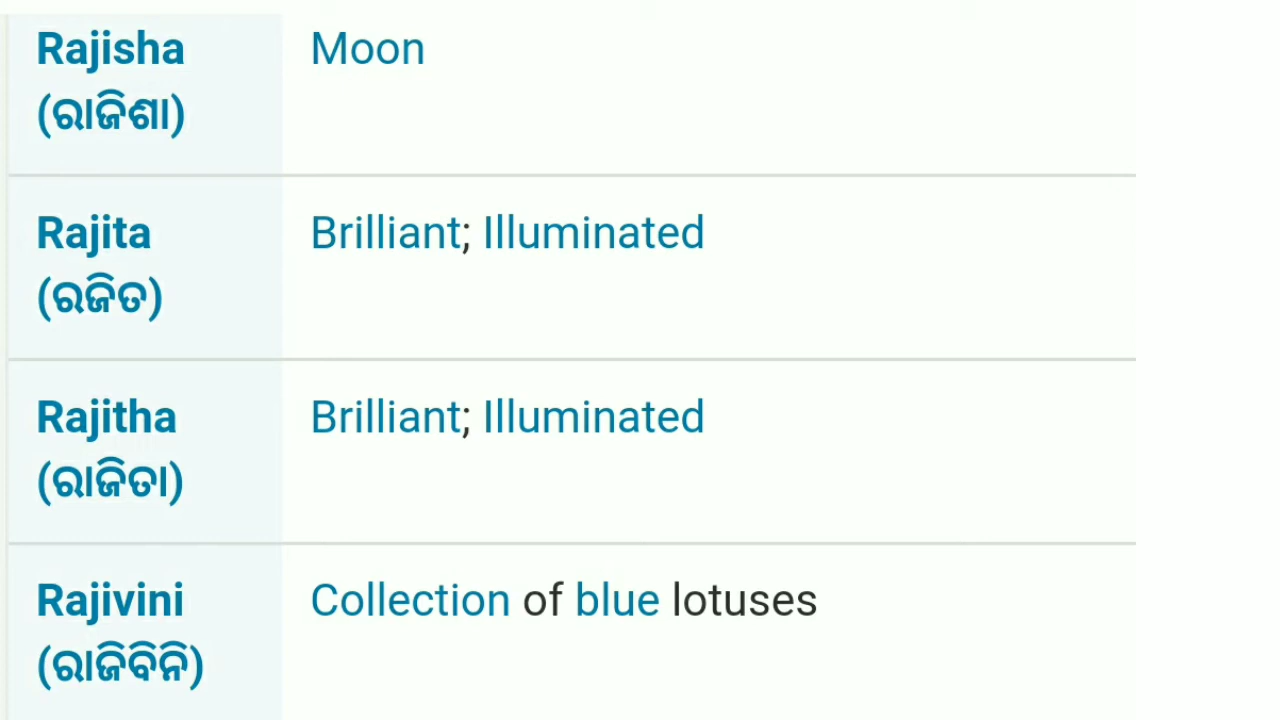 Rajisha Moon
(ରାଜିଶା)
Rajita Brilliant; Illuminated
(ରଜିତ)
Rajitha Brilliant; Illuminated
(ରାଜିତା)
Rajivini Collection of blue lotuses
(ରାଜିବିନି)